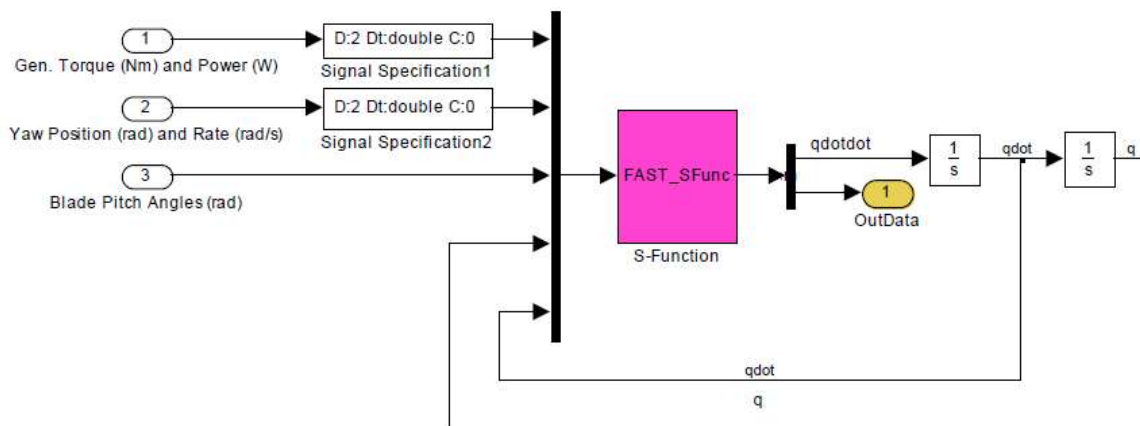 1
D:2 Dt:double C:0
Gen. Torque (Nm) and Power (W)
Signal Specification1
2
D:2 Dt:double C:0
Yaw Position (rad) and Rate (rad/s)
Signal Specification2
3
Blade Pitch Angles (rad)
FAST_SFunc
S-Function
qdotdot
1
OutData
1
s
qdot
1
s
q
qdot
q